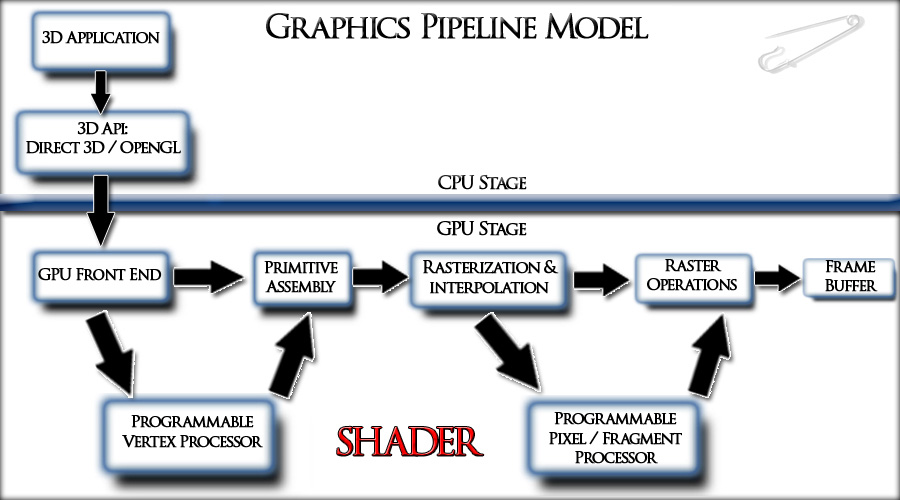 Graphics Pipeline Model
3D Application
3D API:
Direct 3D / OpenGL
CPU Stage
GPU Stage
GPU Front End
Primitive
Assembly
Rasterization &
Interpolation
Raster
Operations
Frame
Buffer
Programmable
Vertex Processor
SHADER
Programmable
Pixel / Fragment
Processor